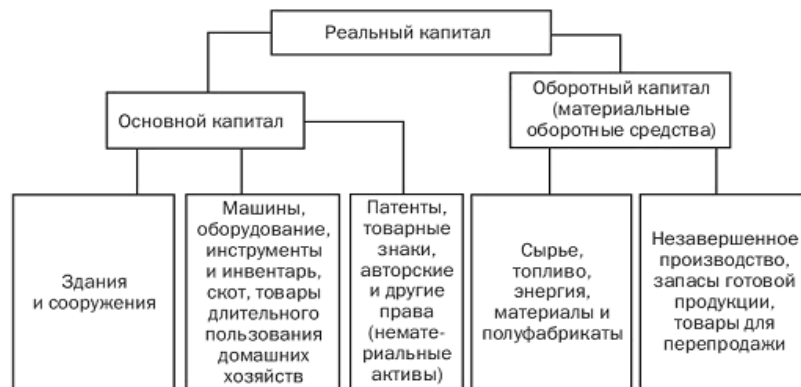 Реальный капитал
Основной капитал
Оборотный капитал
(материальные
оборотные средства)
Здания
и сооружения
Машины,
оборудование,
инструменты
и инвентарь,
скот, товары
длительного
пользования
домашних
хозяйств
Патенты,
товарные
знаки,
авторские
и другие
права
(немате-
риальные
активы)
Сырье,
топливо,
энергия,
материалы и
полуфабрикаты
Незавершенное
производство,
запасы готовой
продукции,
товары для
перепродажи